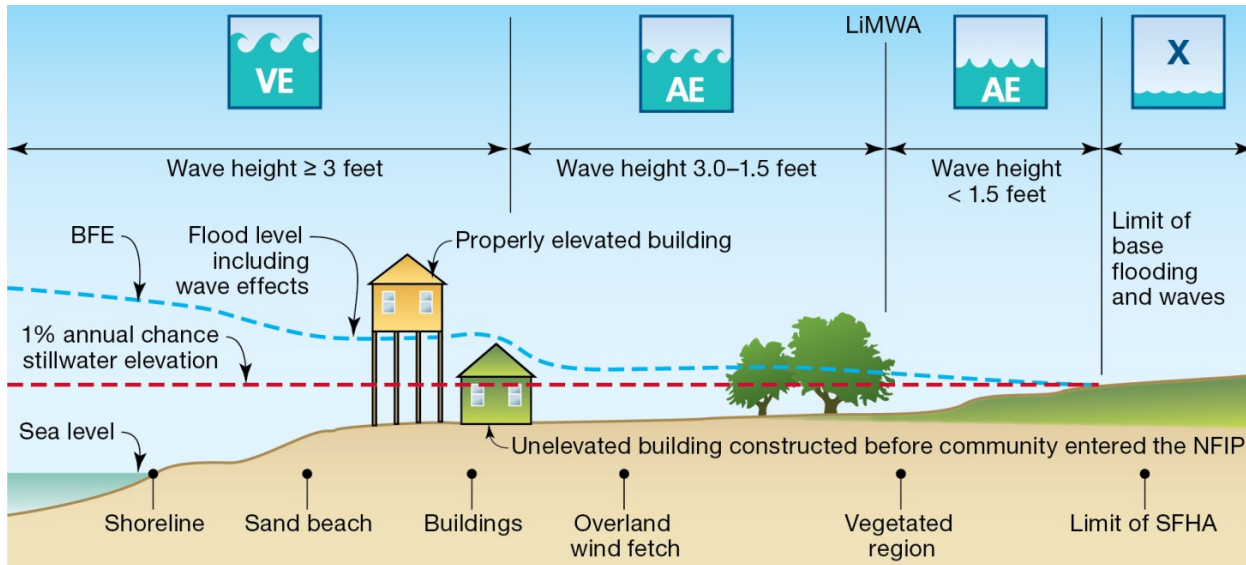 LiMWA
VE
AE
AE
X
Wave height ≥ 3 feet
Wave height 3.0–1.5 feet
Wave height
< 1.5 feet
Limit of
base
flooding
and waves
BFE
Flood level
including
wave effects
Properly elevated building
1% annual chance
stillwater elevation
Sea level
Unelevated building constructed before community entered the NFIP
Shoreline
Sand beach
Buildings
Overland
wind fetch
Vegetated
region
Limit of SFHA